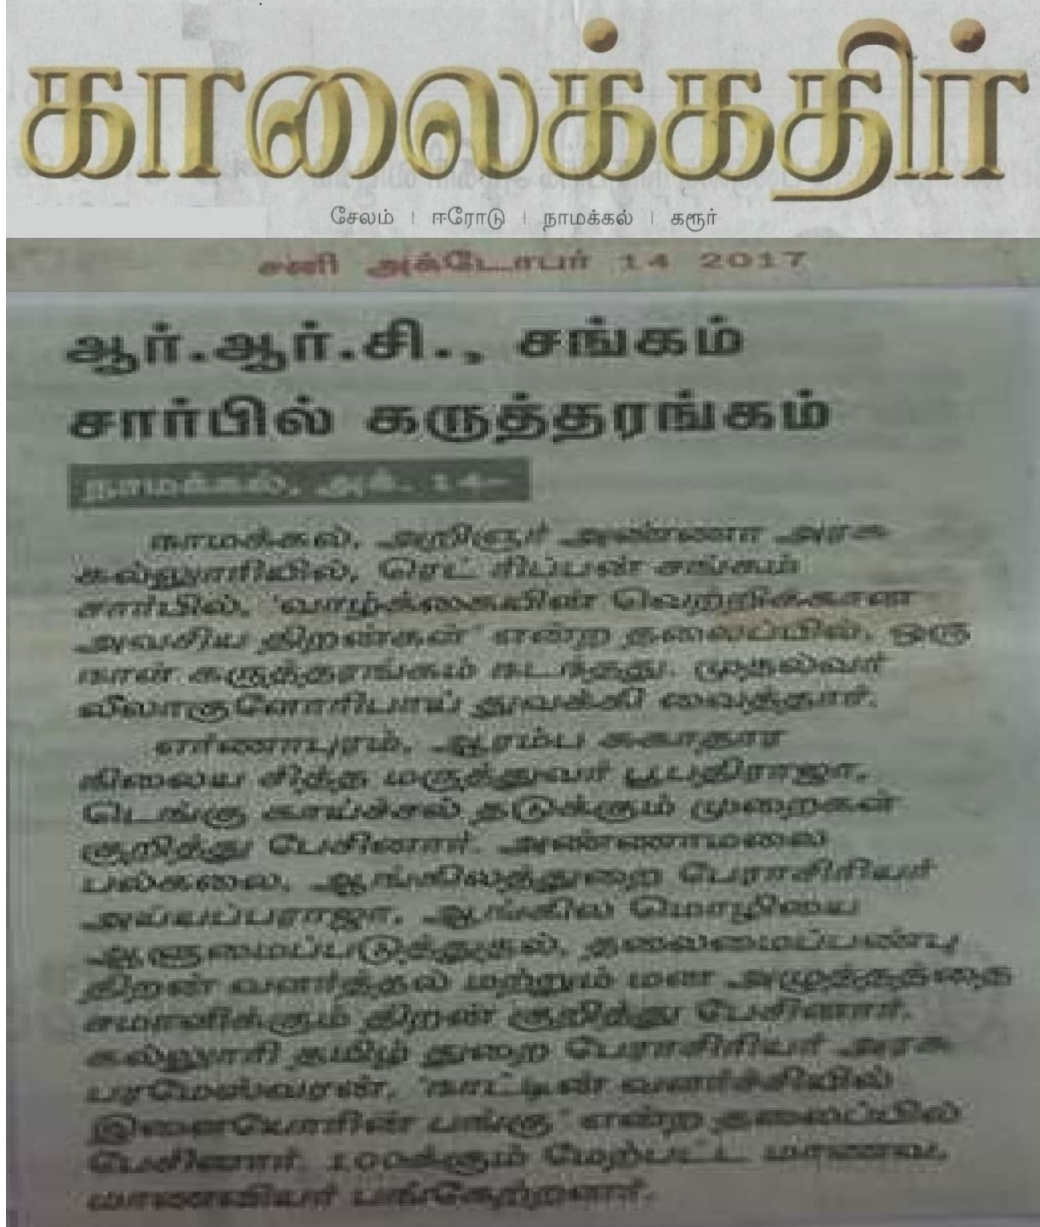 காலைக்கதிர்
சேலம் | ஈரோடு | நாமக்கல் | கரூர்
சனி அக்டோபர் 14 2017
ஆர்.ஆர்.சி., சங்கம்
சார்பில் கருத்தரங்கம்
நாமக்கல், அக். 14–
நாமக்கல், அறிஞர் அண்ணா அரசு
கல்லூரியில், ரெட் ரிப்பன் சங்கம்
சார்பில், 'வாழ்க்கையின் வெற்றிக்கான
அவசிய திறன்கள்' என்ற தலைப்பில், ஒரு
நாள் கருத்தரங்கம் நடந்தது. முதல்வர்
லீலாகுளோரியாய் துவக்கி வைத்தார்.
எர்ணாபுரம், ஆரம்ப சுகாதார
நிலைய சித்த மருத்துவர் பூபதிராஜா,
டெங்கு காய்ச்சல் தடுக்கும் முறைகள்
குறித்து பேசினார். அண்ணாமலை
பல்கலை, ஆங்கிலத்துறை பேராசிரியர்
அய்யப்பராஜா, ஆங்கில மொழியை
ஆளுமைப்படுத்துதல், தலைமைப்பண்பு
திறன் வளர்த்தல் மற்றும் மன அழுத்தத்தை
சமாளிக்கும் திறன் குறித்து பேசினார்.
கல்லூரி தமிழ் துறை பேராசிரியர் அரசு
பரமேஸ்வரன், 'நாட்டின் வளர்ச்சியில்
இளையோரின் பங்கு' என்ற தலைப்பில்
பேசினார். 100க்கும் மேற்பட்ட மாணவ,
மாணவியர் பங்கேற்றனர்.